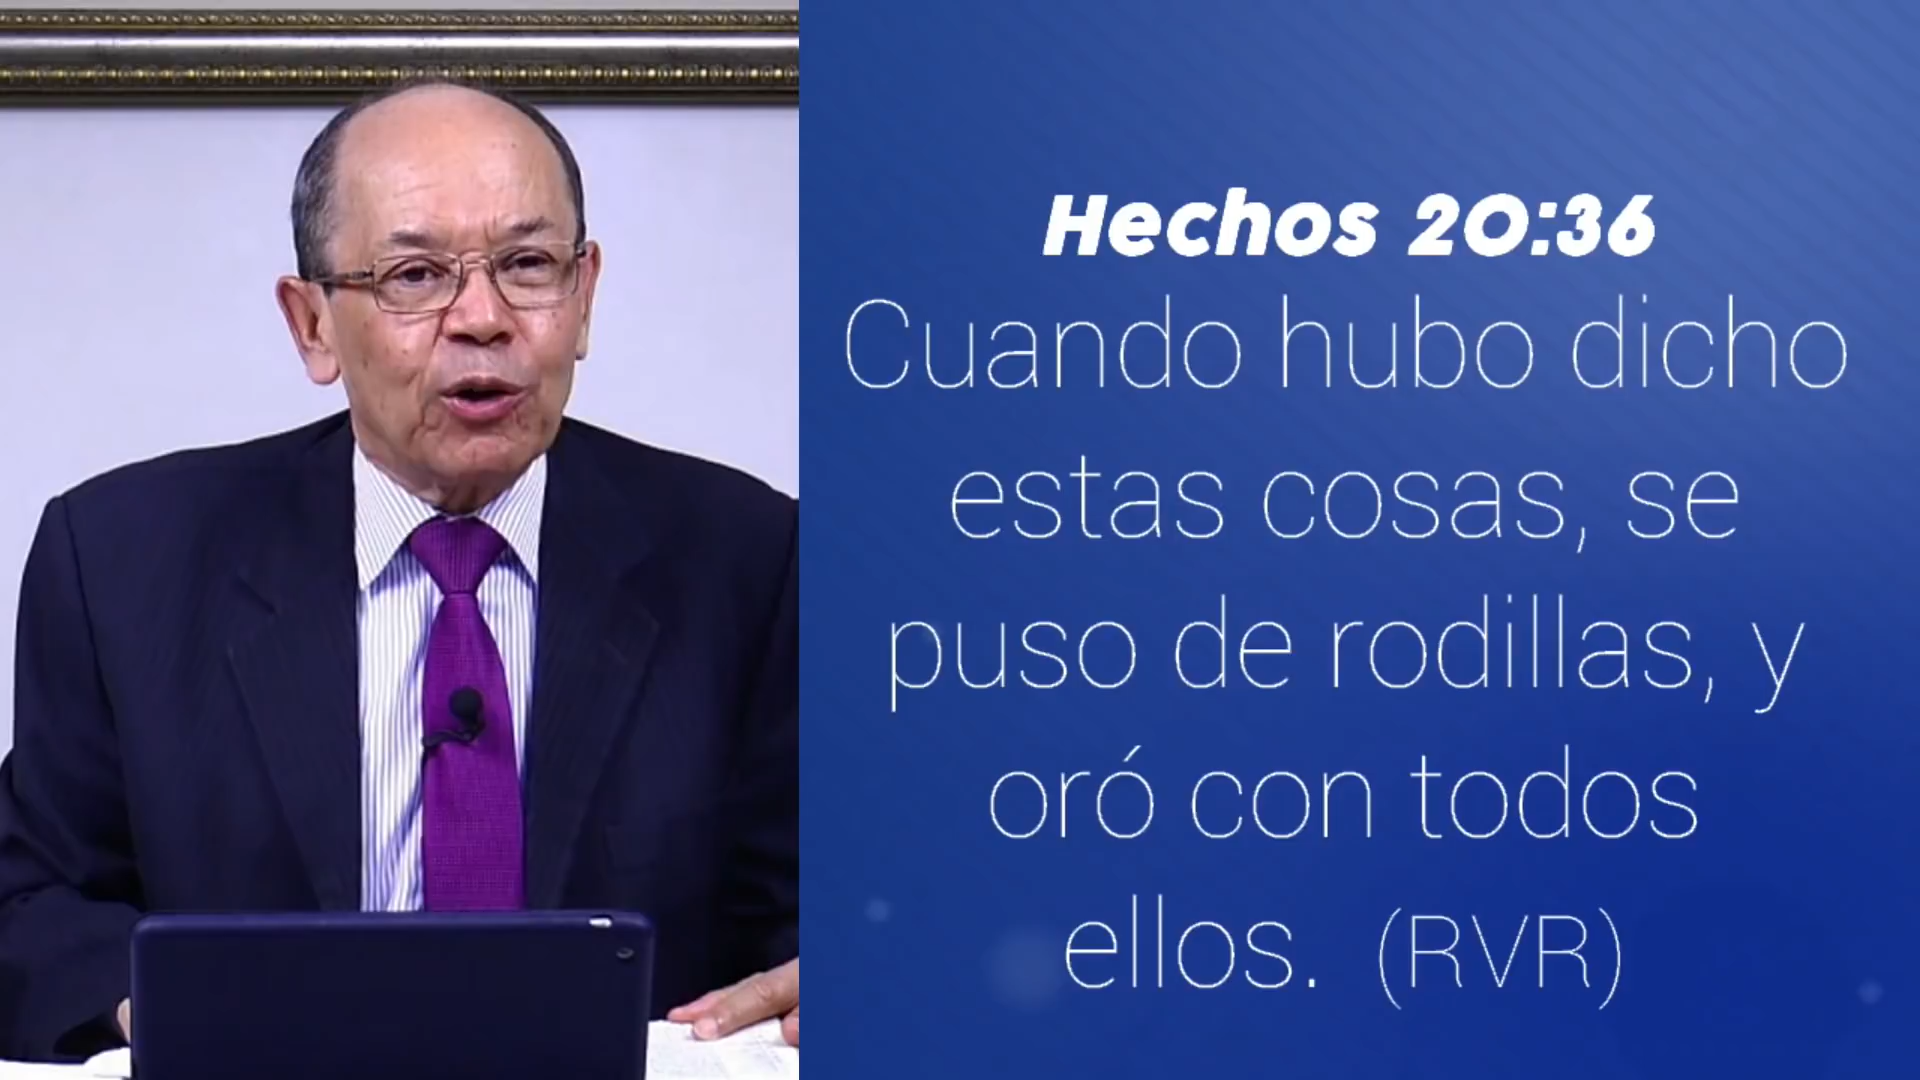 Hechos 20:36
Cuando hubo dicho
estas cosas, se
puso de rodillas, y
oró con todos
ellos. (RVR)